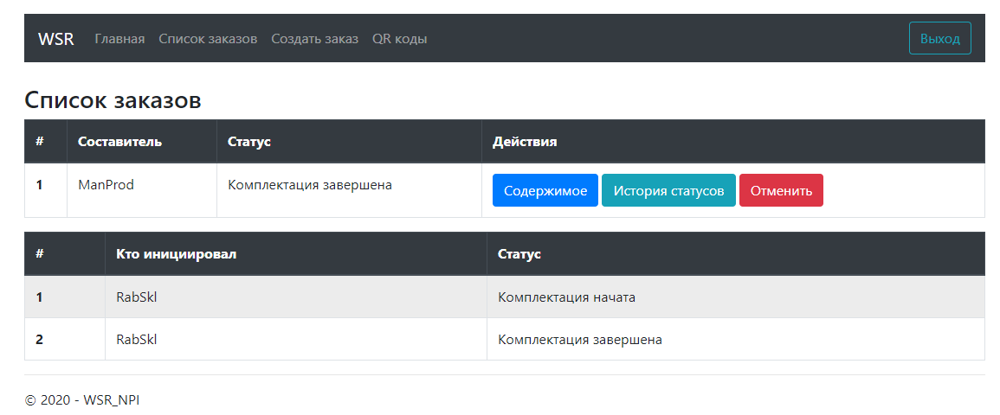 WSR Главная Список заказов Создать заказ QR коды Выход
Список заказов
# Составитель Статус Действия
1 ManProd Комплектация завершена Содержимое История статусов Отменить
# Кто инициировал Статус
1 RabSkl Комплектация начата
2 RabSkl Комплектация завершена
© 2020 - WSR_NPI